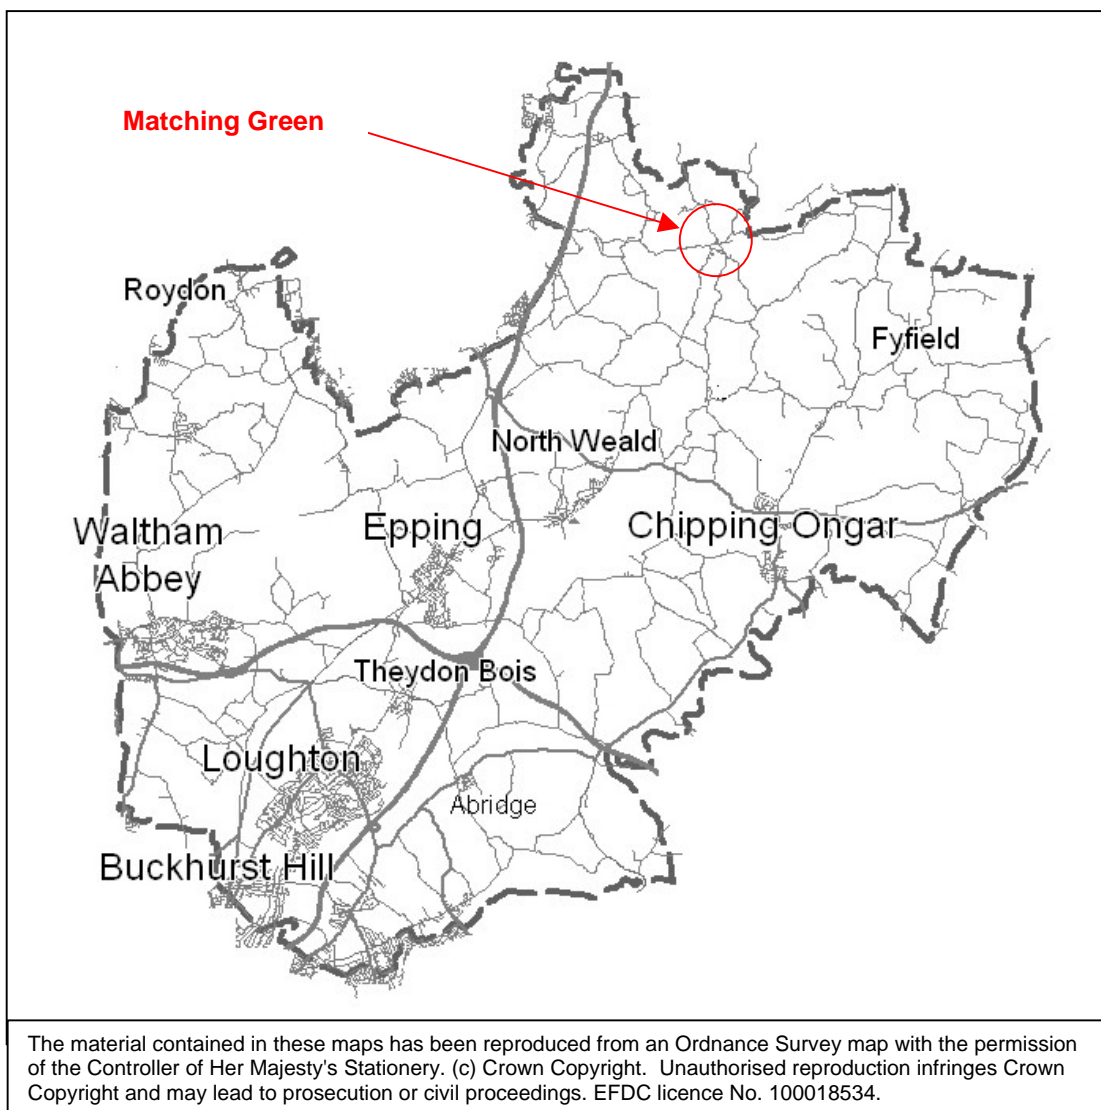 Matching Green
Roydon
Fyfield
North Weald
Waltham
Abbey
Epping
Chipping Ongar
Theydon Bois
Loughton
Abridge
Buckhurst Hill
The material contained in these maps has been reproduced from an Ordnance Survey map with the permission
of the Controller of Her Majesty's Stationery. (c) Crown Copyright.  Unauthorised reproduction infringes Crown
Copyright and may lead to prosecution or civil proceedings. EFDC licence No. 100018534.